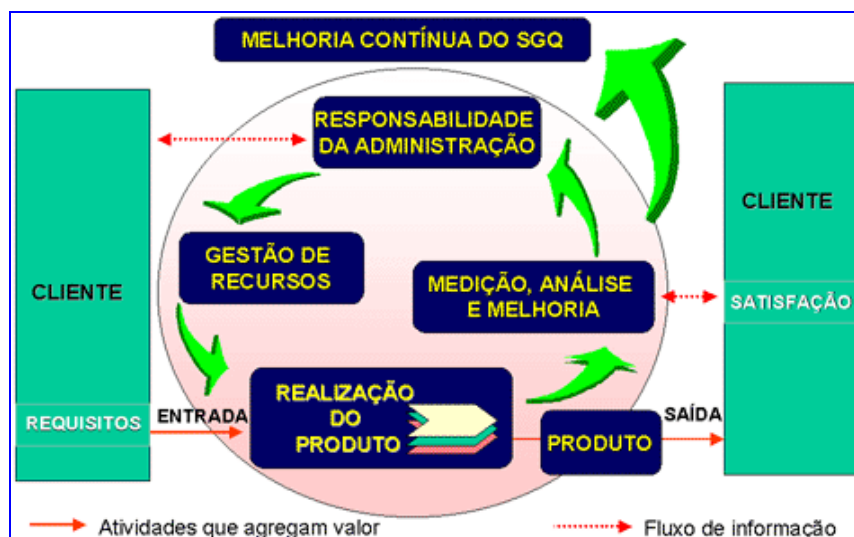 MELHORIA CONTÍNUA DO SGQ
RESPONSABILIDADE
DA ADMINISTRAÇÃO
CLIENTE
GESTÃO DE
RECURSOS
MEDIÇÃO, ANÁLISE
E MELHORIA
CLIENTE
SATISFAÇÃO
REQUISITOS
ENTRADA
REALIZAÇÃO
DO
PRODUTO
PRODUTO
SAÍDA
Atividades que agregam valor
Fluxo de informação